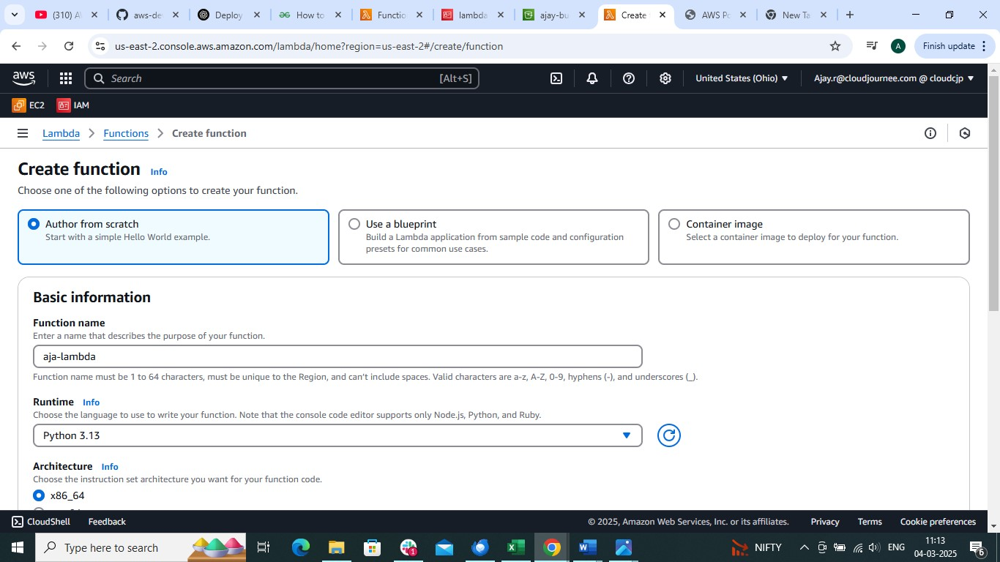 (310) A
aws-de
Deploy
How to
Functio
lambda
ajay-bu
Create
AWS Po
New Ta
us-east-2.console.aws.amazon.com/lambda/home?region=us-east-2#/create/function
A
Finish update
aws
Search
[Alt+S]
United States (Ohio)
Ajay.r@cloudjournee.com @ cloudcjp
EC2
IAM
Lambda
Functions
Create function
Create function
Info
Choose one of the following options to create your function.
Author from scratch
Start with a simple Hello World example.
Use a blueprint
Build a Lambda application from sample code and configuration
presets for common use cases.
Container image
Select a container image to deploy for your function.
Basic information
Function name
Enter a name that describes the purpose of your function.
aja-lambda
Function name must be 1 to 64 characters, must be unique to the Region, and can't include spaces. Valid characters are a-z, A-Z, 0-9, hyphens (-), and underscores (_).
Runtime
Info
Choose the language to use to write your function. Note that the console code editor supports only Node.js, Python, and Ruby.
Python 3.13
Architecture
Info
Choose the instruction set architecture you want for your function code.
x86_64
CloudShell
Feedback
© 2025, Amazon Web Services, Inc. or its affiliates.
Privacy
Terms
Cookie preferences
Type here to search
1
NIFTY
ENG
11:13
04-03-2025
6